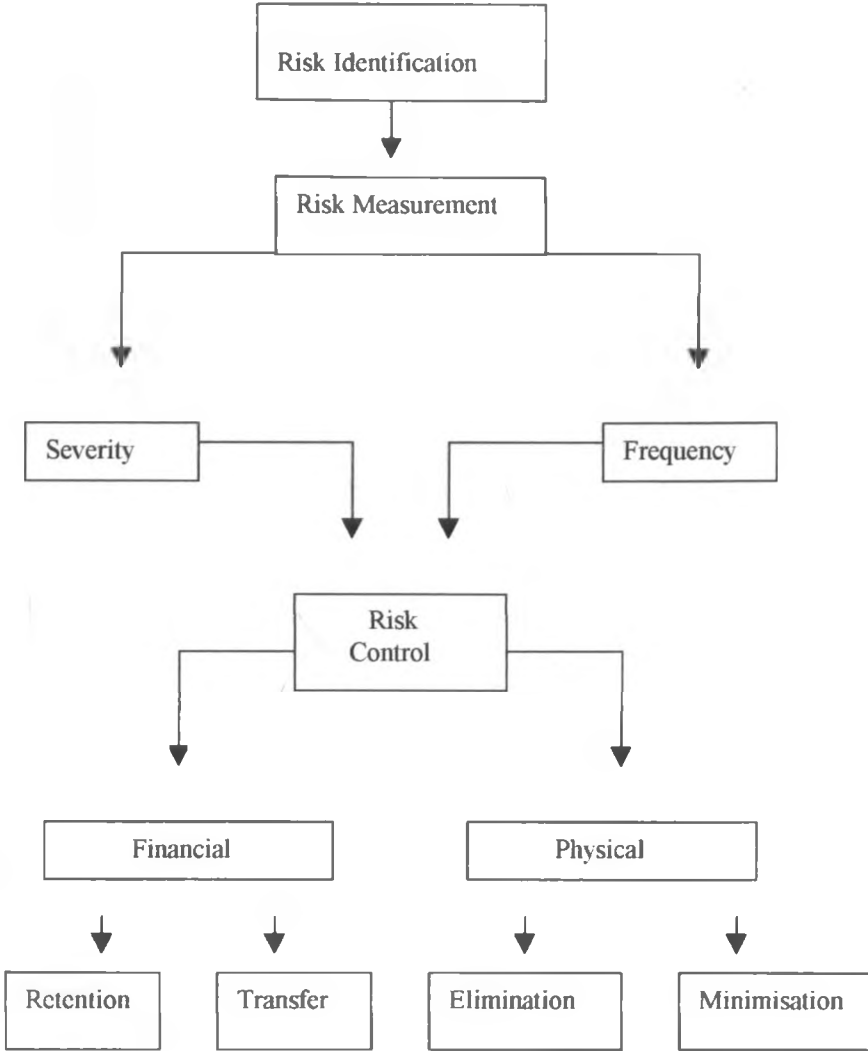 Risk Identification
Risk Measurement
Severity
Frequency
Risk
Control
Financial
Physical
Retention
Transfer
Elimination
Minimisation